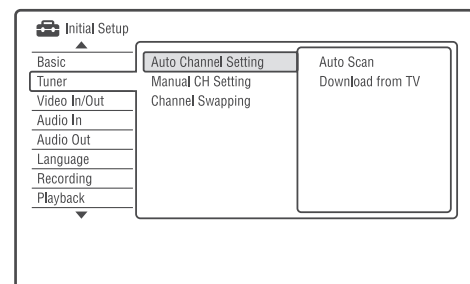 Initial Setup
Basic
Tuner
Video In/Out
Audio In
Audio Out
Language
Recording
Playback
Auto Channel Setting
Manual CH Setting
Channel Swapping
Auto Scan
Download from TV